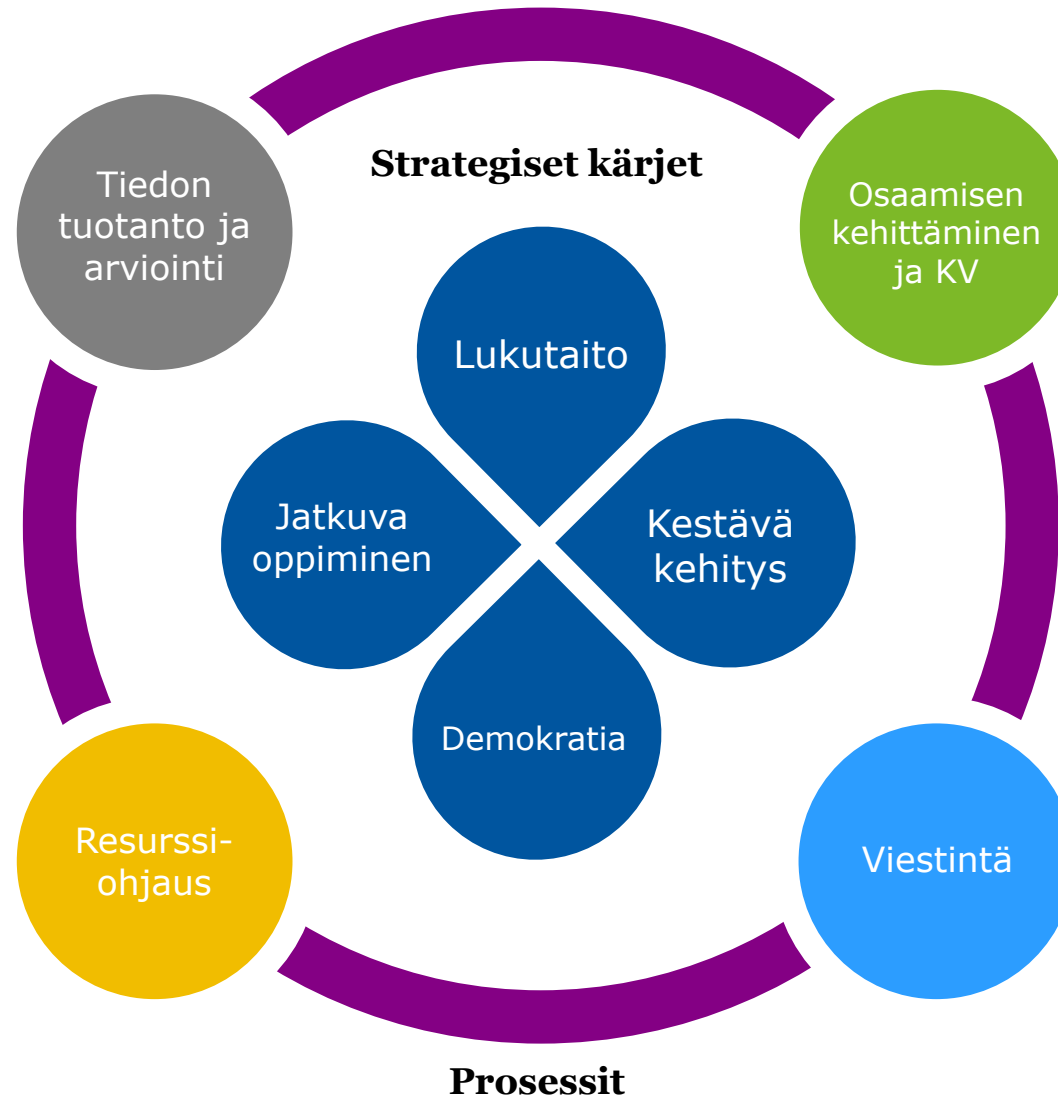 Strategiset kärjet
Tiedon
tuotanto ja
arviointi
Osaamisen
kehittäminen
ja KV
Lukutaito
Jatkuva
oppiminen
Kestävä
kehitys
Demokratia
Resurssi-
ohjaus
Viestintä
Prosessit